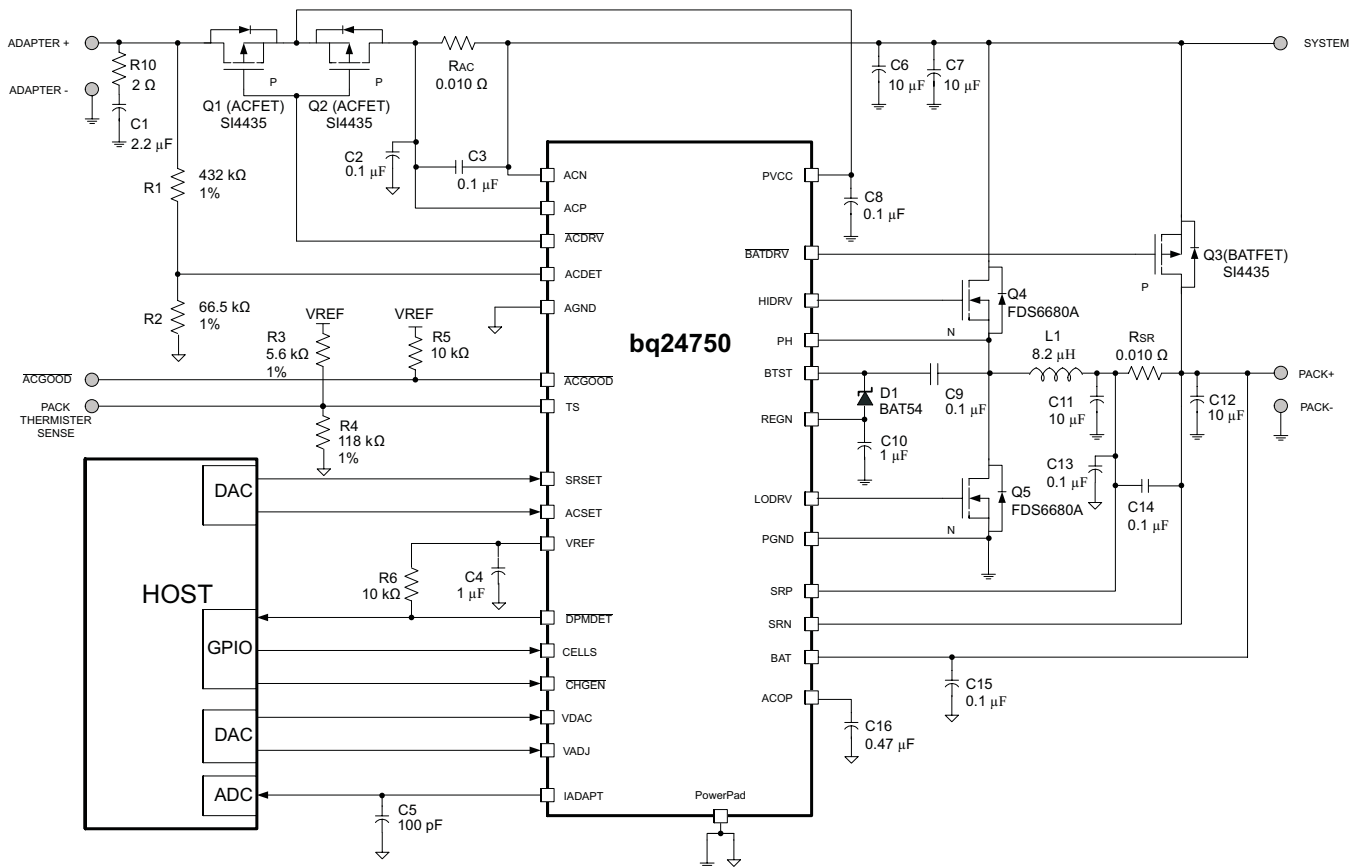 ADAPTER +
ADAPTER -
R10
2 Ω
C1
2.2 μF
P
Q1 (ACFET)
SI4435
P
Q2 (ACFET)
SI4435
RAC
0.010 Ω
C6
10 μF
C7
10 μF
SYSTEM
R1
432 kΩ
1%
R2
66.5 kΩ
1%
C2
0.1 μF
C3
0.1 μF
VREF
R3
5.6 kΩ
1%
VREF
R5
10 kΩ
R4
118 kΩ
1%
ACGOOD
PACK
THERMISTER
SENSE
bq24750
ACN
ACP
ACDRV
ACDET
AGND
ACGOOD
TS
SRSET
ACSET
VREF
DPMDET
CELLS
CHGEN
VDAC
VADJ
IADAPT
PVCC
BATDRV
HIDRV
PH
BTST
REGN
LODRV
PGND
SRP
SRN
BAT
ACOP
PowerPad
C8
0.1 μF
Q3(BATFET)
SI4435
P
Q4
FDS6680A
N
L1
8.2 μH
RSR
0.010 Ω
D1
BAT54
C9
0.1 μF
C10
1 μF
C11
10 μF
C12
10 μF
PACK+
PACK-
C13
0.1 μF
C14
0.1 μF
Q5
FDS6680A
N
C15
0.1 μF
C16
0.47 μF
HOST
DAC
GPIO
DAC
ADC
R6
10 kΩ
C4
1 μF
C5
100 pF